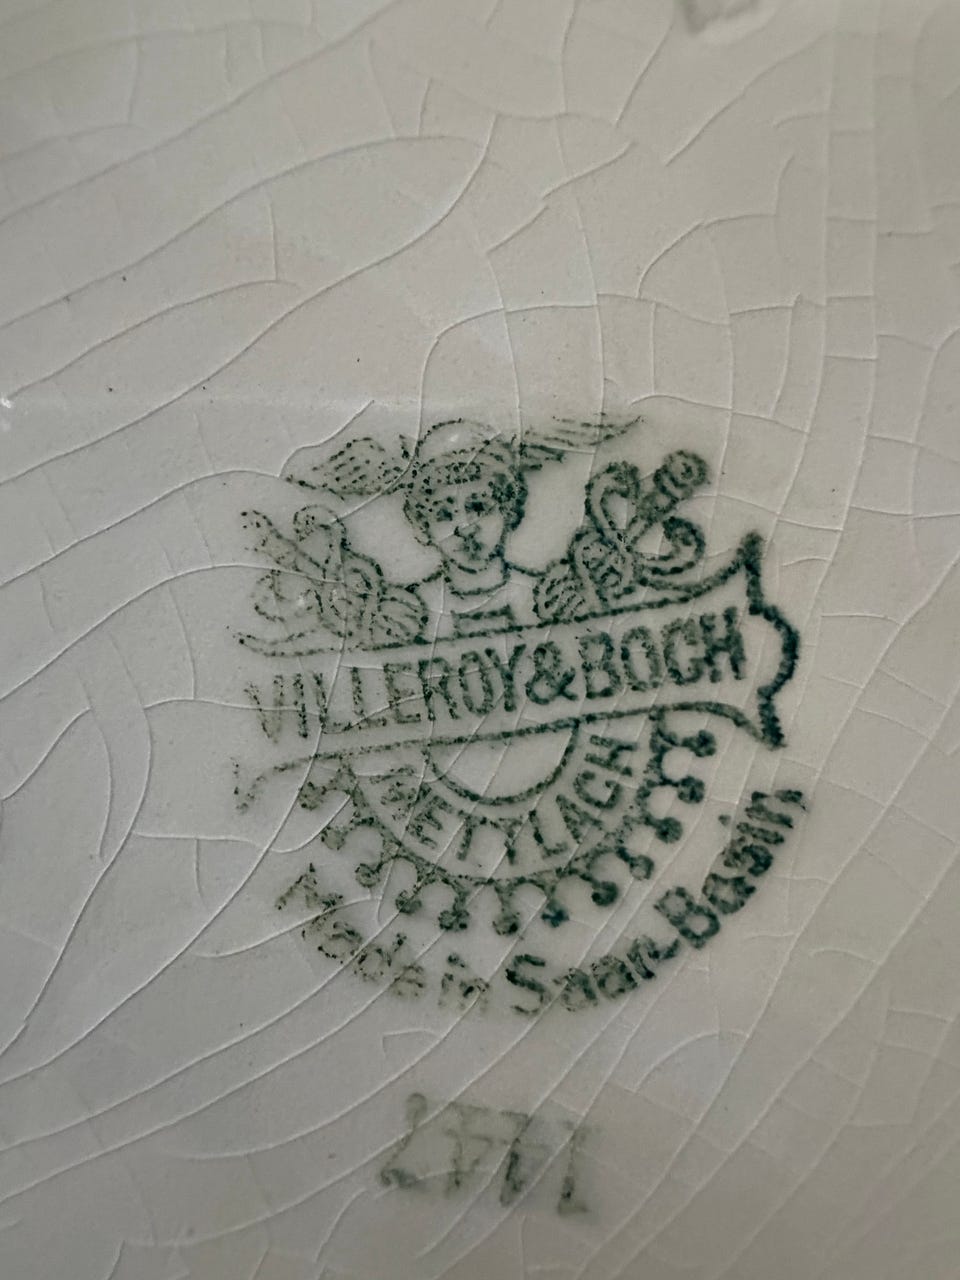 VILLEROY & BOCH
METTLACH
Made in Saar-Basin